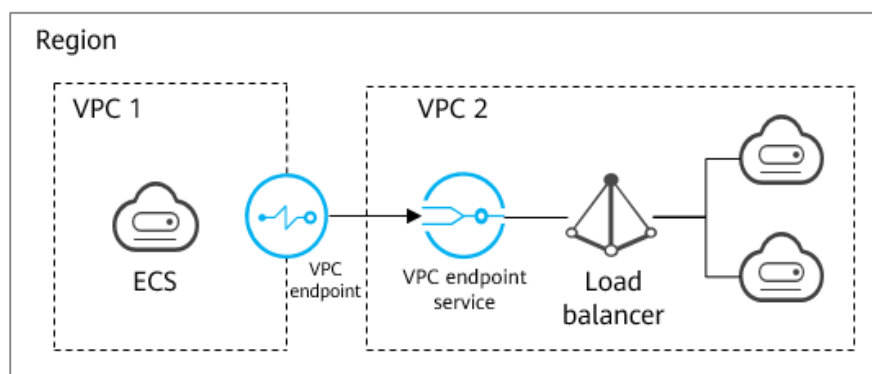 Region
VPC 1
VPC 2
ECS
VPC
endpoint
VPC endpoint
service
Load
balancer